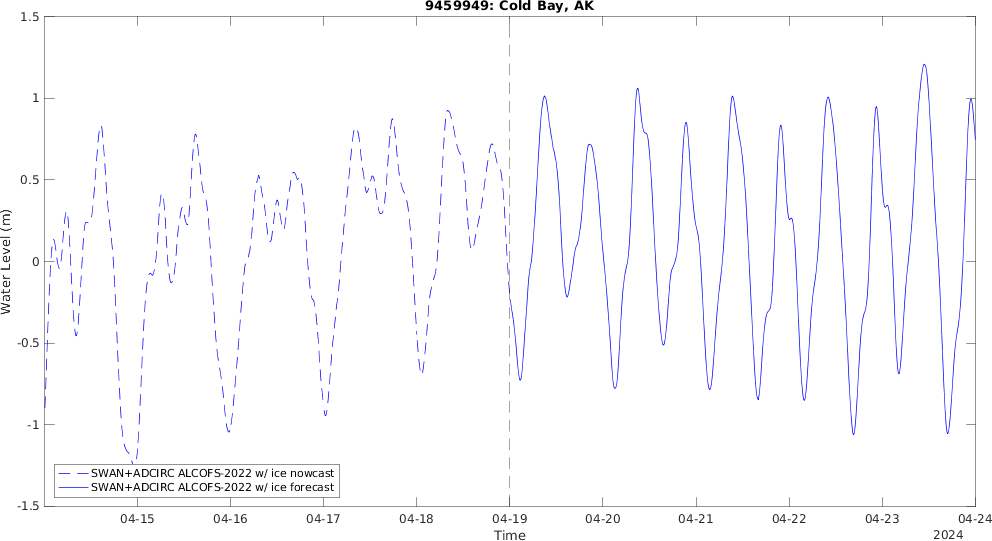 9459949: Cold Bay, AK
Water Level (m)
1.5
1
0.5
0
-0.5
-1
-1.5
SWAN+ADCIRC ALCOFS-2022 w/ ice nowcast
SWAN+ADCIRC ALCOFS-2022 w/ ice forecast
04-15 04-16 04-17 04-18 04-19 04-20 04-21 04-22 04-23 04-24
Time
2024